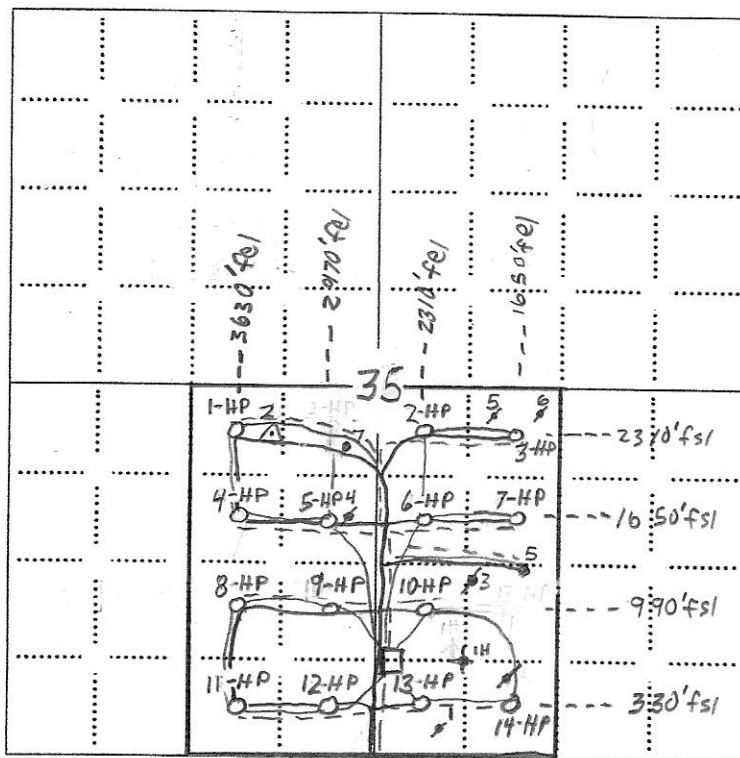 3630'fel
2970'fel
2310'fel
1650'fel
35
1-HP 2 2-HP 5 6
3-HP 2310'fsl
4-HP 5-HP 4 6-HP 7-HP 1650'fsl
5
8-HP 9-HP 10-HP 3 990'fsl
1H
11-HP 12-HP 13-HP 330'fsl
1 14-HP